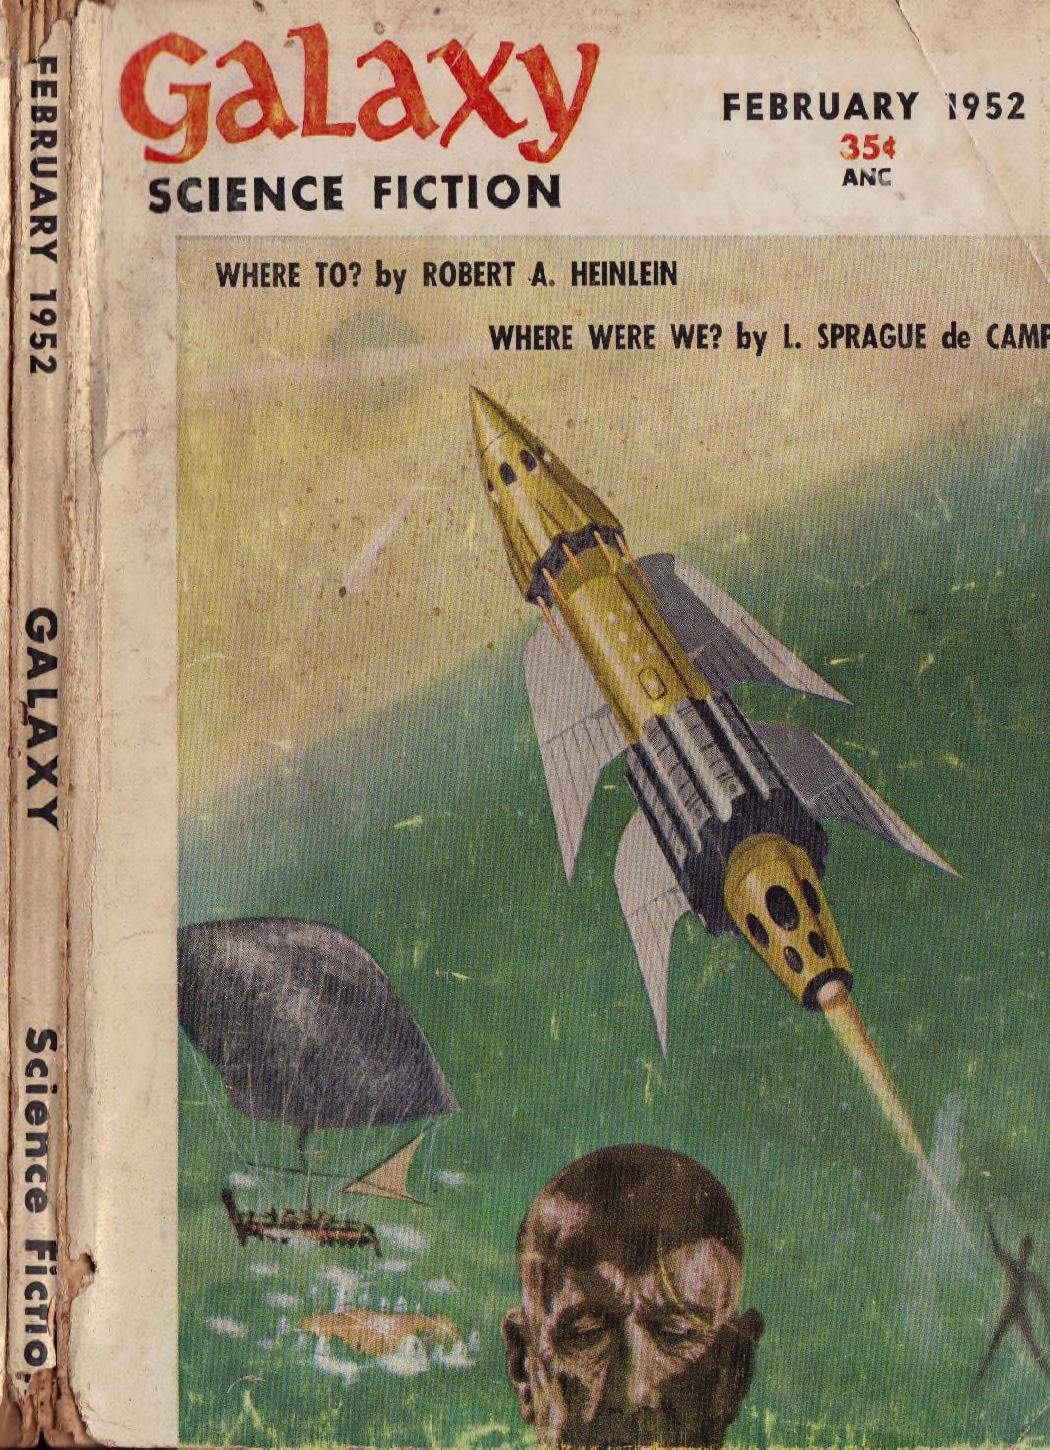 Galaxy
SCIENCE FICTION
FEBRUARY 1952
35¢
ANC
WHERE TO? by ROBERT A. HEINLEIN
WHERE WERE WE? by L. SPRAGUE de CAMP
FEBRUARY 1952
GALAXY
Science Fictio